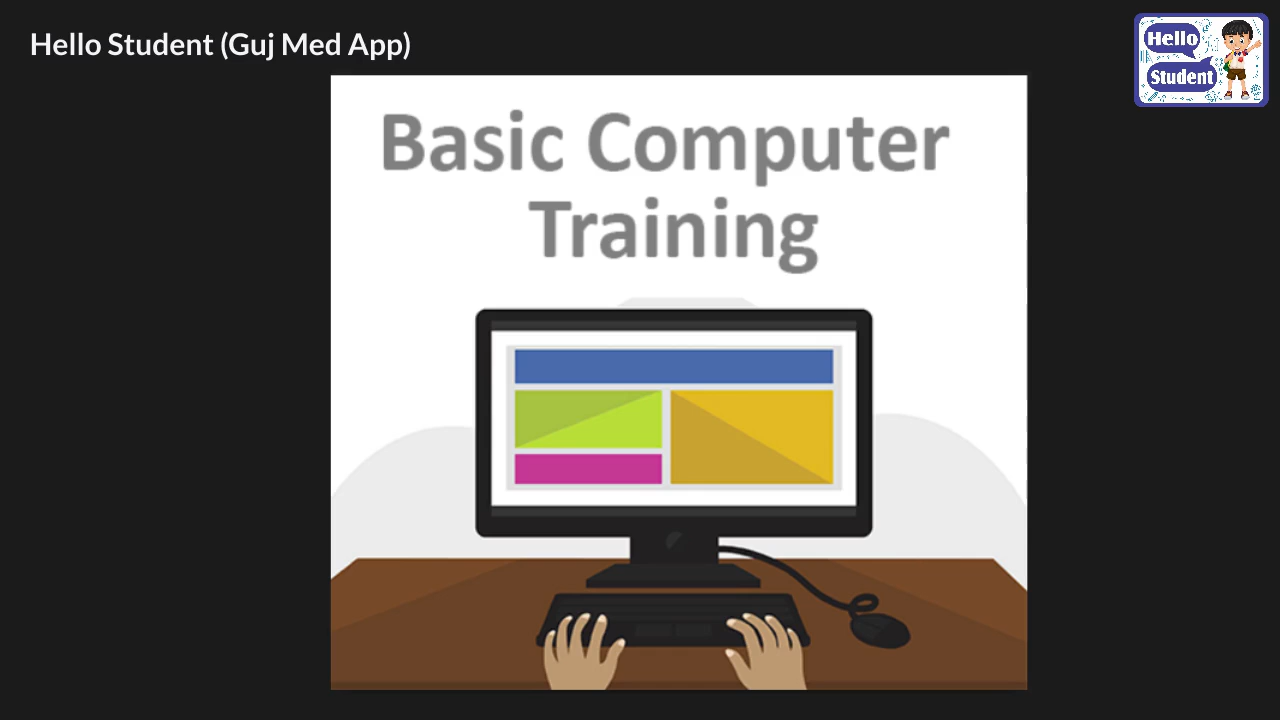 Hello Student (Guj Med App)
Hello
Student
Basic Computer
Training